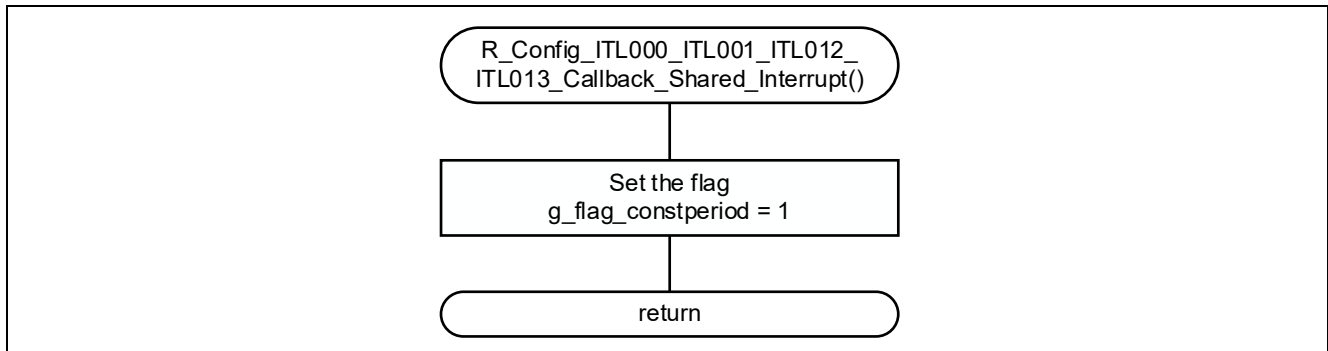 R_Config_ITL000_ITL001_ITL012_
ITL013_Callback_Shared_Interrupt()
Set the flag
g_flag_constperiod = 1
return